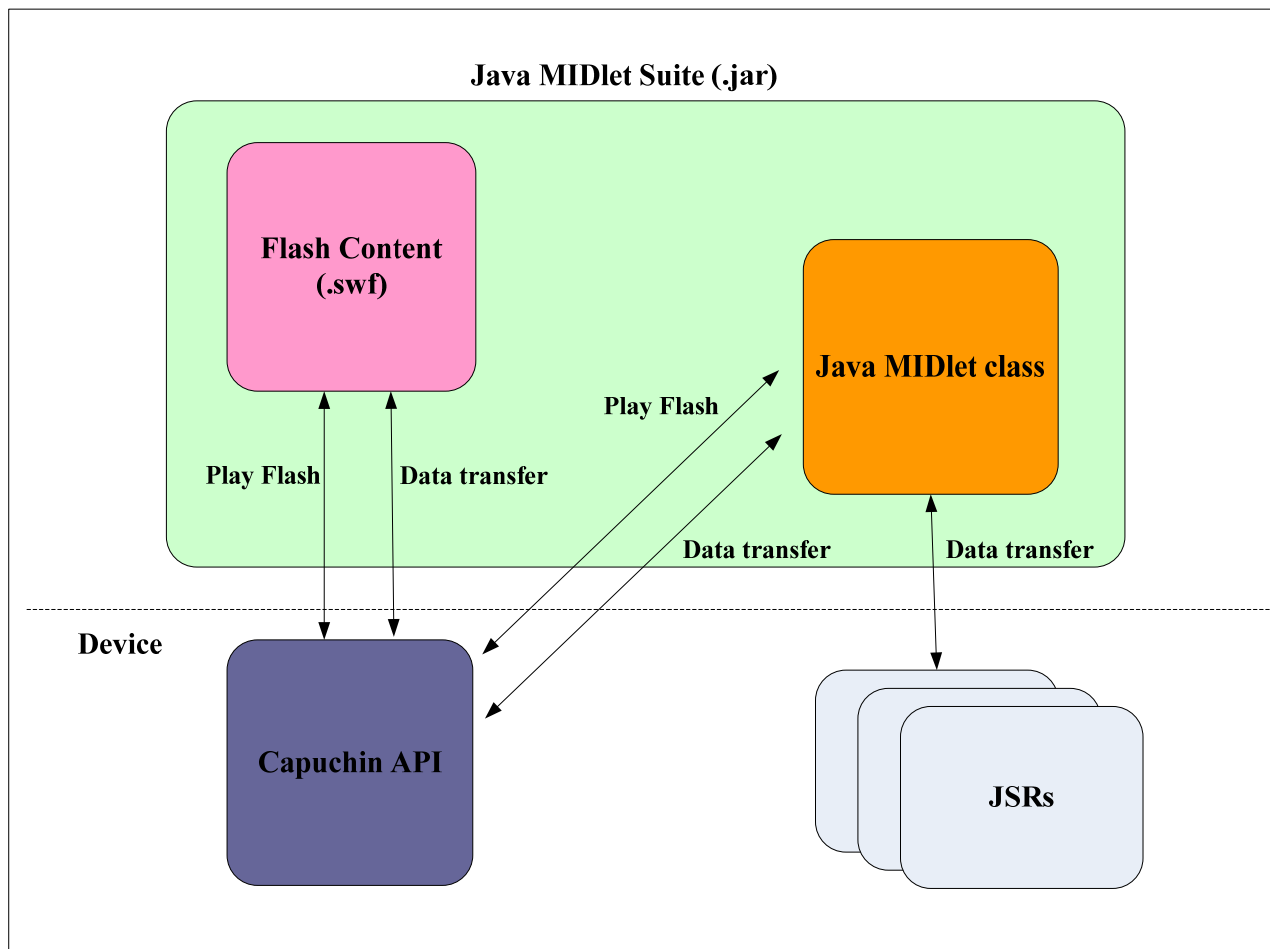 Java MIDlet Suite (.jar)
Flash Content
(.swf)
Java MIDlet class
Play Flash
Play Flash
Data transfer
Data transfer
Data transfer
Device
Capuchin API
JSRs